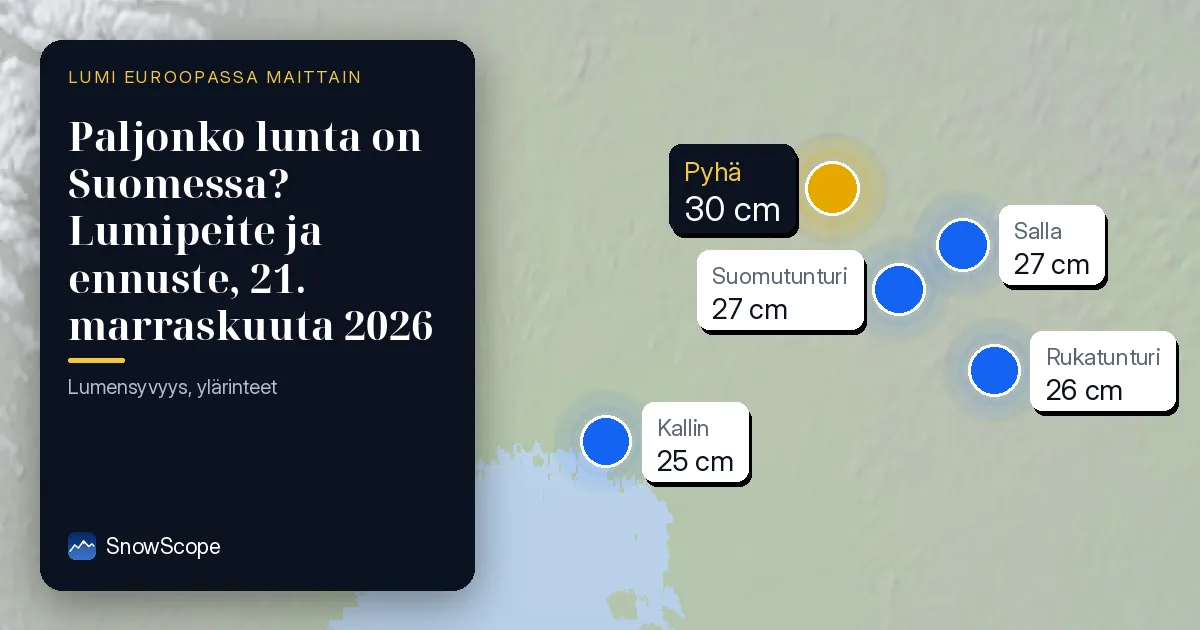 LUMI EUROOPASSA MAITTAIN
Paljonko lunta on
Suomessa?
Lumipeite ja
ennuste, 21.
marraskuuta 2026
Lumensyvyys, ylärinteet
SnowScope
Pyhä
30 cm
Salla
27 cm
Suomutunturi
27 cm
Rukatunturi
26 cm
Kallin
25 cm